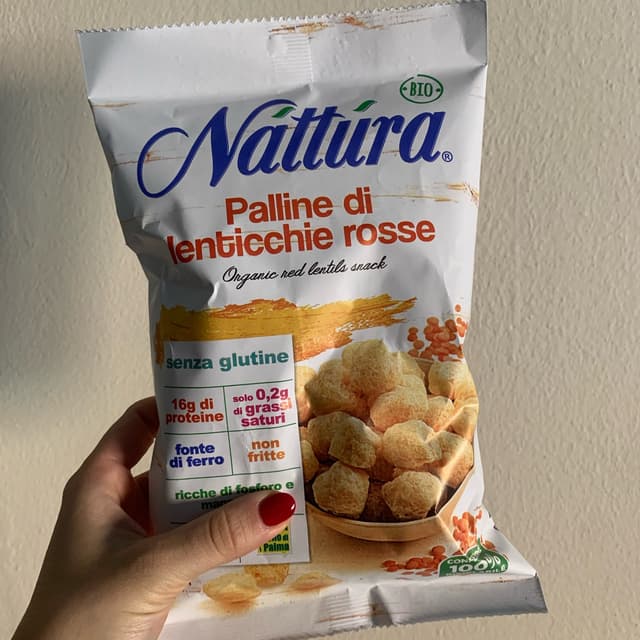 BIO
Náttúra®
Palline di
lenticchie rosse
Organic red lentils snack
senza glutine
16g di
proteine
solo 0,2g
di grassi
saturi
fonte
di ferro
non
fritte
ricche di fosforo e
di
Palma
100%